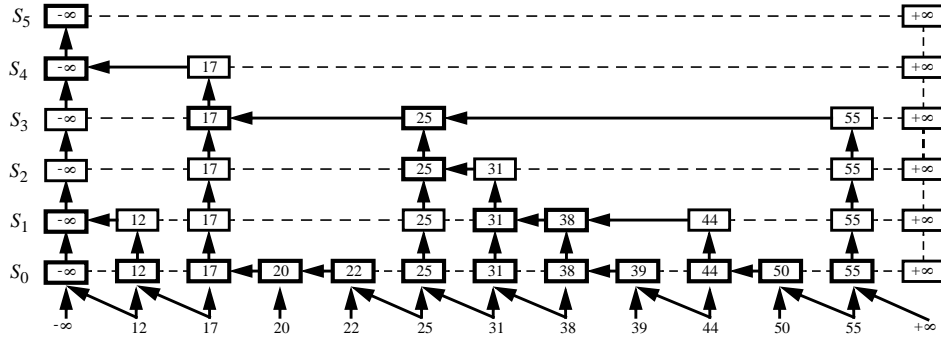 S5 -∞ +∞
S4 -∞ 17 +∞
S3 -∞ 17 25 55 +∞
S2 -∞ 17 25 31 55 +∞
S1 -∞ 12 17 25 31 38 44 55 +∞
S0 -∞ 12 17 20 22 25 31 38 39 44 50 55 +∞
-∞ 12 17 20 22 25 31 38 39 44 50 55 +∞